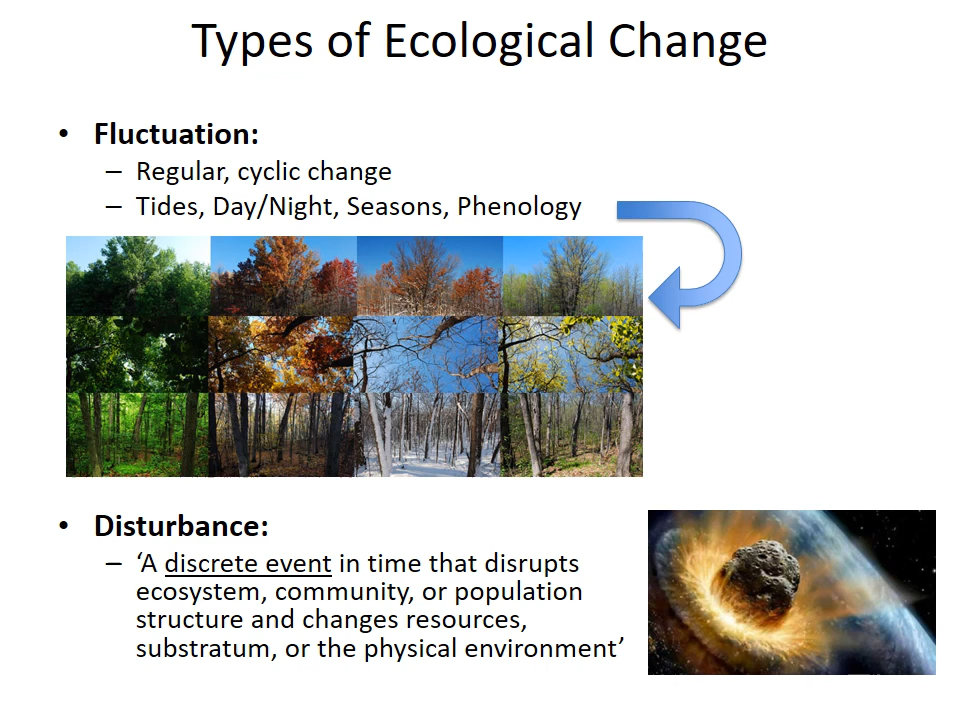 Types of Ecological Change
• Fluctuation:
– Regular, cyclic change
– Tides, Day/Night, Seasons, Phenology
• Disturbance:
– ‘A discrete event in time that disrupts
ecosystem, community, or population
structure and changes resources,
substratum, or the physical environment’